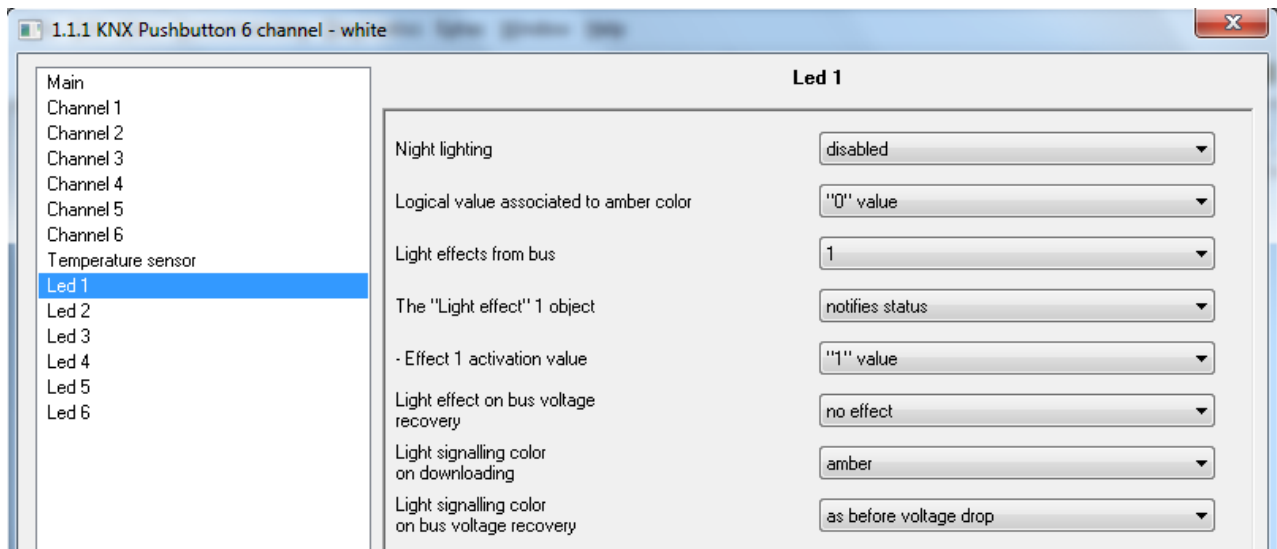 1.1.1 KNX Pushbutton 6 channel - white
Main
Channel 1
Channel 2
Channel 3
Channel 4
Channel 5
Channel 6
Temperature sensor
Led 1
Led 2
Led 3
Led 4
Led 5
Led 6
Led 1
Night lighting disabled
Logical value associated to amber color "0" value
Light effects from bus 1
The "Light effect" 1 object notifies status
- Effect 1 activation value "1" value
Light effect on bus voltage
recovery no effect
Light signalling color
on downloading amber
Light signalling color
on bus voltage recovery as before voltage drop